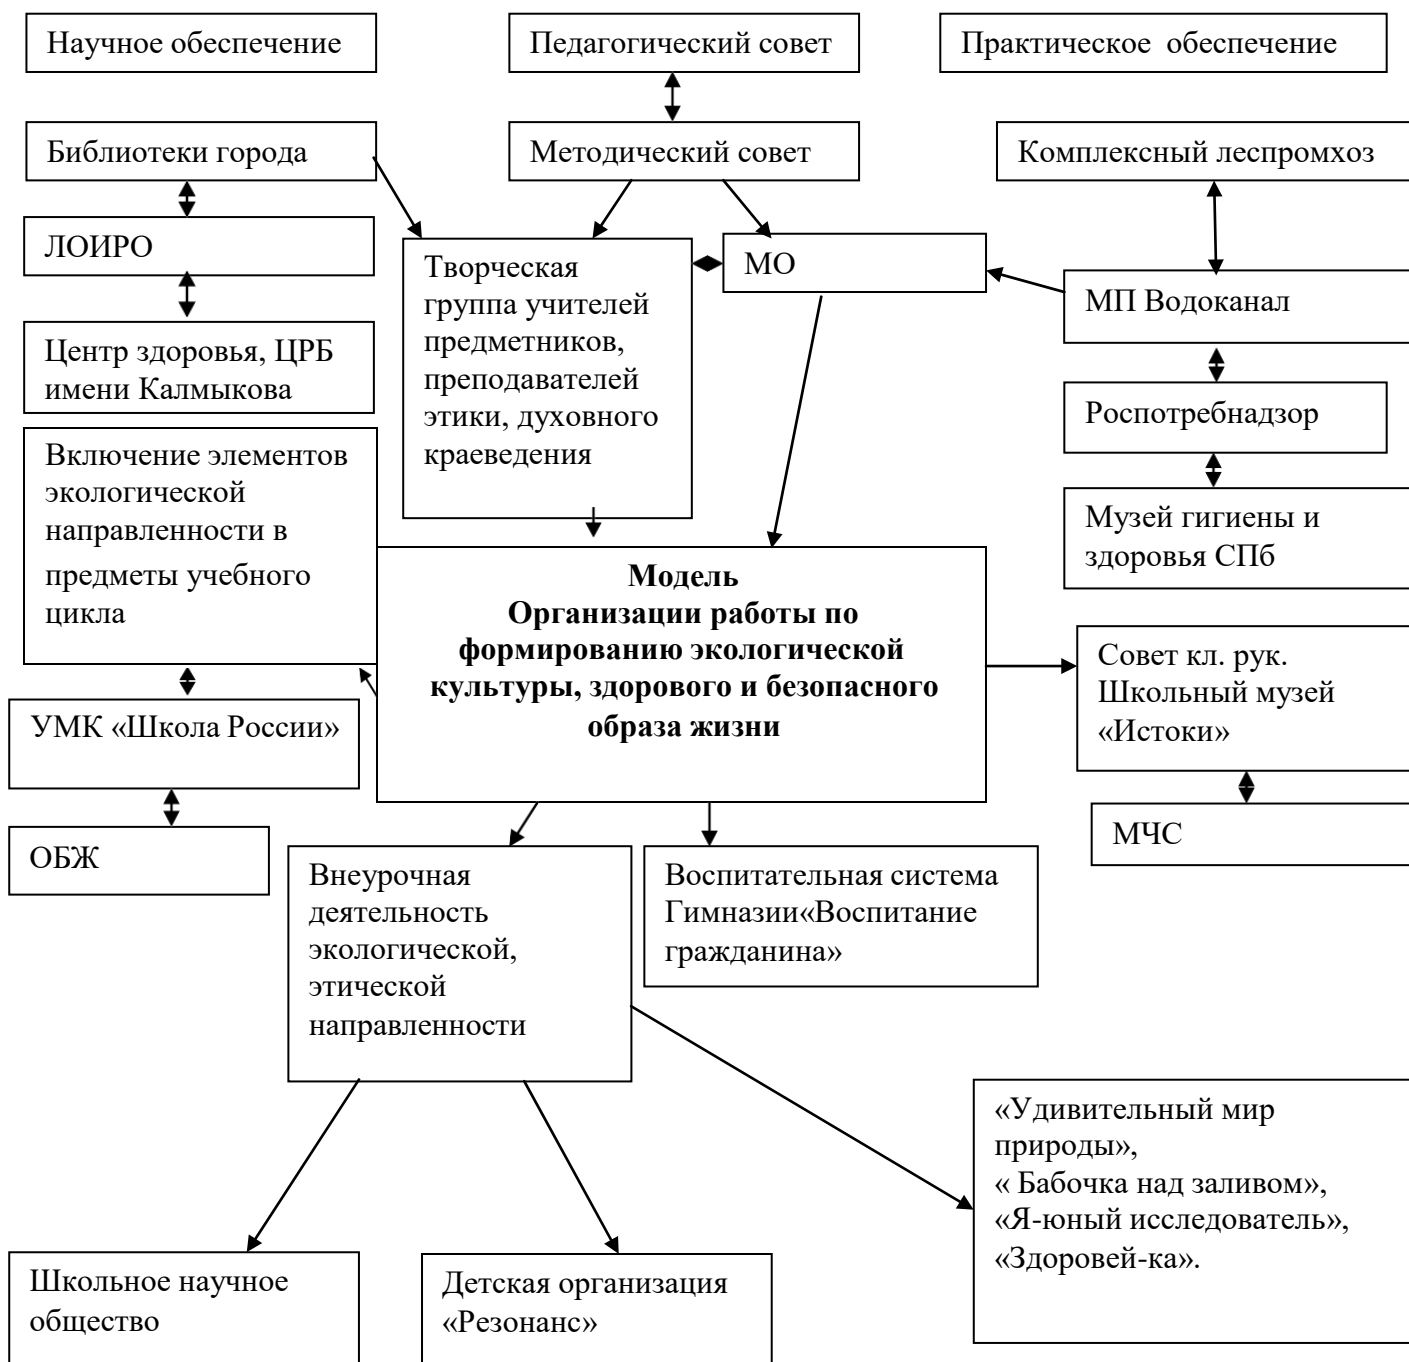 Научное обеспечение
Педагогический совет
Практическое обеспечение
Библиотеки города
Методический совет
Комплексный леспромхоз
ЛОИРО
Творческая
группа учителей
предметников,
преподавателей
этики, духовного
краеведения
МО
МП Водоканал
Центр здоровья, ЦРБ
имени Калмыкова
Роспотребнадзор
Включение элементов
экологической
направленности в
предметы учебного
цикла
Музей гигиены и
здоровья СПб
Модель
Организации работы по
формированию экологической
культуры, здорового и безопасного
образа жизни
Совет кл. рук.
Школьный музей
«Истоки»
УМК «Школа России»
МЧС
ОБЖ
Внеурочная
деятельность
экологической,
этической
направленности
Воспитательная система
Гимназии«Воспитание
гражданина»
«Удивительный мир
природы»,
« Бабочка над заливом»,
«Я-юный исследователь»,
«Здоровей-ка».
Школьное научное
общество
Детская организация
«Резонанс»